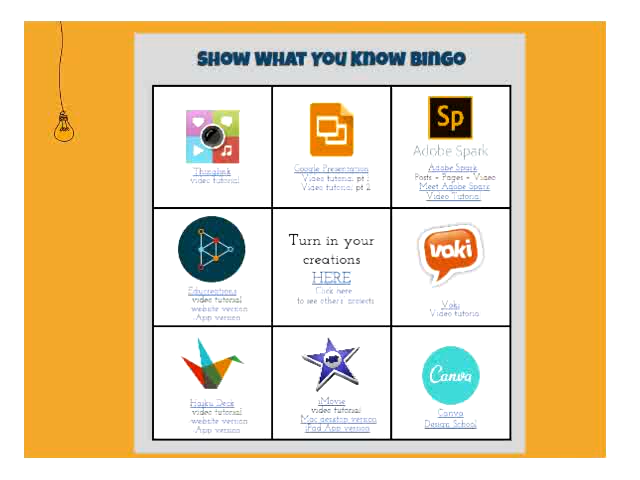 SHOW WHAT YOU KNOW BINGO
Thinglink
video tutorial
Google Presentation
Video tutorial pt 1
Video tutorial pt 2
Sp
Adobe Spark
Adobe Spark
Posts - Pages - Video
Meet Adobe Spark
Video Tutorial
Educreations
video tutorial
website version
App version
Turn in your
creations
HERE
Click here
to see others' projects
voki
Voki
Video tutorial
Haiku Deck
video tutorial
website version
App version
iMovie
video tutorial
Mac desktop version
iPad App version
Canva
Canva
Design School